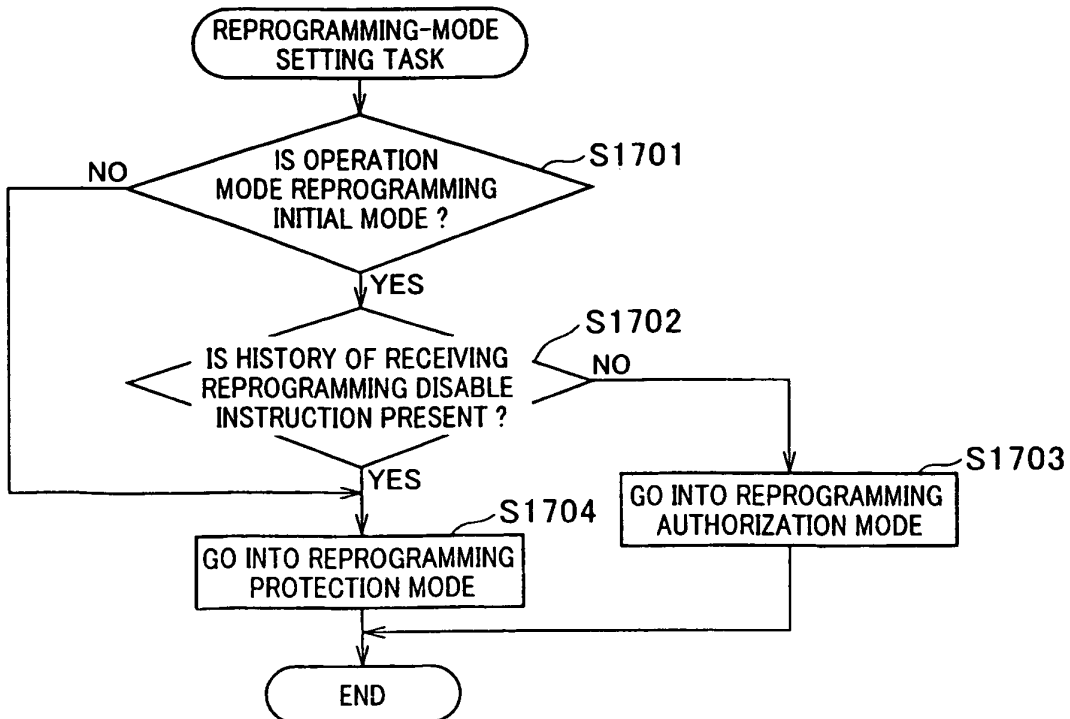 REPROGRAMMING-MODE
SETTING TASK
IS OPERATION
MODE REPROGRAMMING
INITIAL MODE ?
S1701
NO
YES
IS HISTORY OF RECEIVING
REPROGRAMMING DISABLE
INSTRUCTION PRESENT ?
S1702
NO
YES
S1703
GO INTO REPROGRAMMING
AUTHORIZATION MODE
S1704
GO INTO REPROGRAMMING
PROTECTION MODE
END